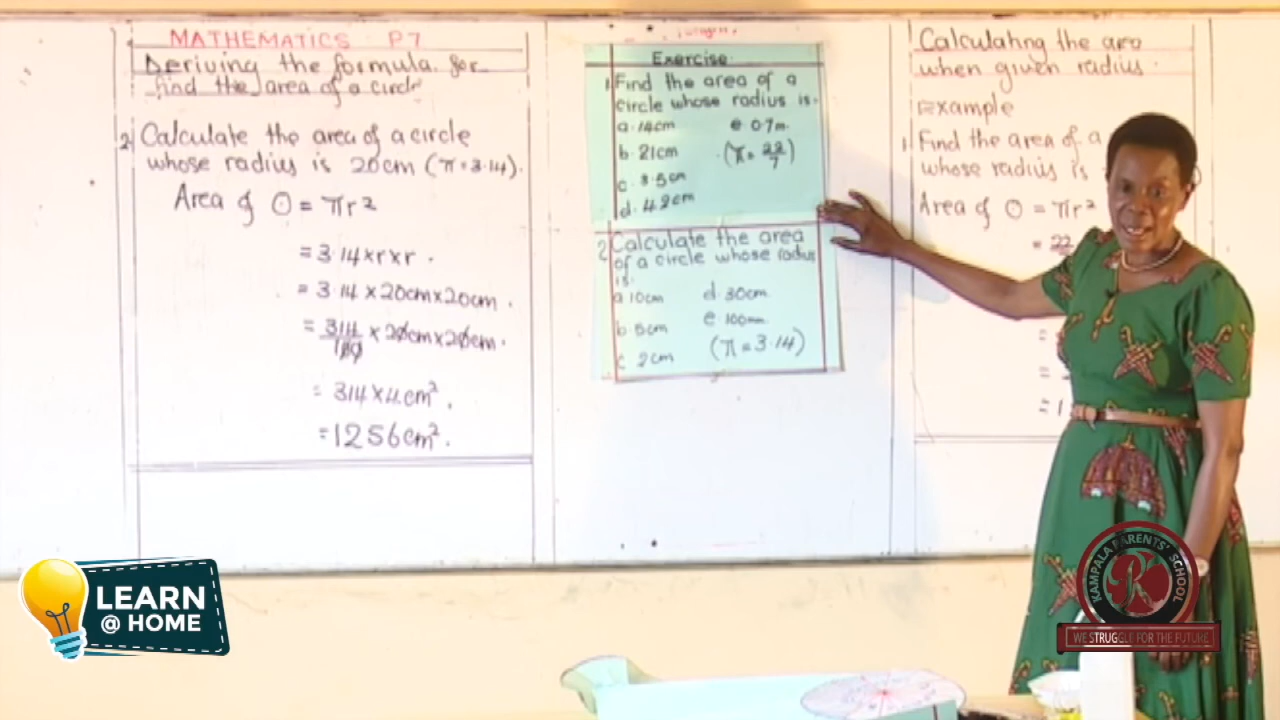 MATHEMATICS P7
Deriving the formula for
find the area of a circle
2. Calculate the area of a circle
whose radius is 20cm (π=3.14).
Area of O = πr²
= 3.14 x r x r.
= 3.14 x 20cm x 20cm.
= 314/100 x 20cm x 20cm.
= 314 x 4cm².
= 1256cm².
Exercise
1. Find the area of a
circle whose radius is.
a. 14cm e. 0.7m.
b. 21cm (π = 22/7)
c. 3.5cm
d. 42cm
2. Calculate the area
of a circle whose radius
is.
a. 10cm d. 30cm
b. 5cm e. 100mm
c. 2cm (π = 3.14)
Calculating the are
when given radius.
Example
1. Find the area of a
whose radius is
Area of O = πr²
= 22
=
=
= 1
LEARN
@ HOME
KAMPALA PARENTS' SCHOOL
WE STRUGGLE FOR THE FUTURE